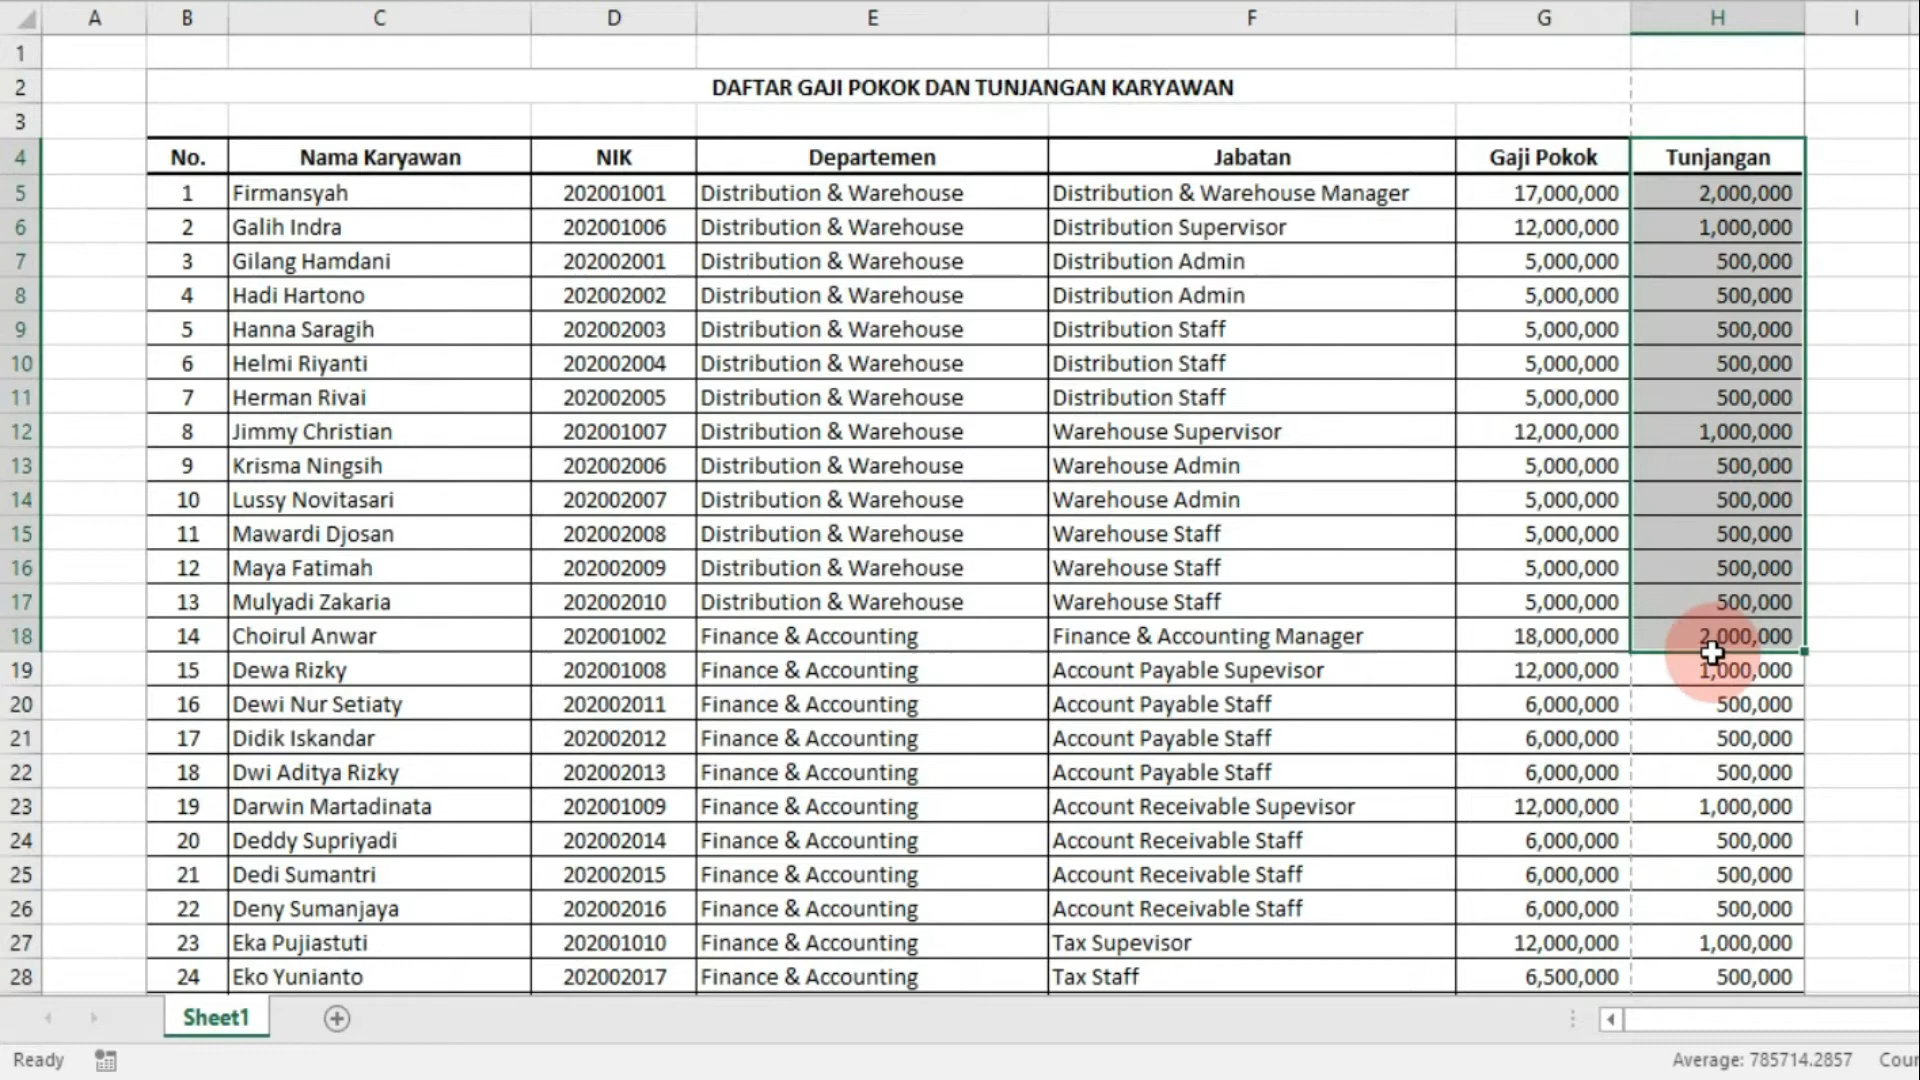 A B C D E F G H I
1
2 DAFTAR GAJI POKOK DAN TUNJANGAN KARYAWAN
3
4 No. Nama Karyawan NIK Departemen Jabatan Gaji Pokok Tunjangan
5 1 Firmansyah 202001001 Distribution & Warehouse Distribution & Warehouse Manager 17,000,000 2,000,000
6 2 Galih Indra 202001006 Distribution & Warehouse Distribution Supervisor 12,000,000 1,000,000
7 3 Gilang Hamdani 202002001 Distribution & Warehouse Distribution Admin 5,000,000 500,000
8 4 Hadi Hartono 202002002 Distribution & Warehouse Distribution Admin 5,000,000 500,000
9 5 Hanna Saragih 202002003 Distribution & Warehouse Distribution Staff 5,000,000 500,000
10 6 Helmi Riyanti 202002004 Distribution & Warehouse Distribution Staff 5,000,000 500,000
11 7 Herman Rivai 202002005 Distribution & Warehouse Distribution Staff 5,000,000 500,000
12 8 Jimmy Christian 202001007 Distribution & Warehouse Warehouse Supervisor 12,000,000 1,000,000
13 9 Krisma Ningsih 202002006 Distribution & Warehouse Warehouse Admin 5,000,000 500,000
14 10 Lussy Novitasari 202002007 Distribution & Warehouse Warehouse Admin 5,000,000 500,000
15 11 Mawardi Djosan 202002008 Distribution & Warehouse Warehouse Staff 5,000,000 500,000
16 12 Maya Fatimah 202002009 Distribution & Warehouse Warehouse Staff 5,000,000 500,000
17 13 Mulyadi Zakaria 202002010 Distribution & Warehouse Warehouse Staff 5,000,000 500,000
18 14 Choirul Anwar 202001002 Finance & Accounting Finance & Accounting Manager 18,000,000 2,000,000
19 15 Dewa Rizky 202001008 Finance & Accounting Account Payable Supevisor 12,000,000 1,000,000
20 16 Dewi Nur Setiaty 202002011 Finance & Accounting Account Payable Staff 6,000,000 500,000
21 17 Didik Iskandar 202002012 Finance & Accounting Account Payable Staff 6,000,000 500,000
22 18 Dwi Aditya Rizky 202002013 Finance & Accounting Account Payable Staff 6,000,000 500,000
23 19 Darwin Martadinata 202001009 Finance & Accounting Account Receivable Supevisor 12,000,000 1,000,000
24 20 Deddy Supriyadi 202002014 Finance & Accounting Account Receivable Staff 6,000,000 500,000
25 21 Dedi Sumantri 202002015 Finance & Accounting Account Receivable Staff 6,000,000 500,000
26 22 Deny Sumanjaya 202002016 Finance & Accounting Account Receivable Staff 6,000,000 500,000
27 23 Eka Pujiastuti 202001010 Finance & Accounting Tax Supevisor 12,000,000 1,000,000
28 24 Eko Yunianto 202002017 Finance & Accounting Tax Staff 6,500,000 500,000
Sheet1
Ready Average: 785714.2857 Cour